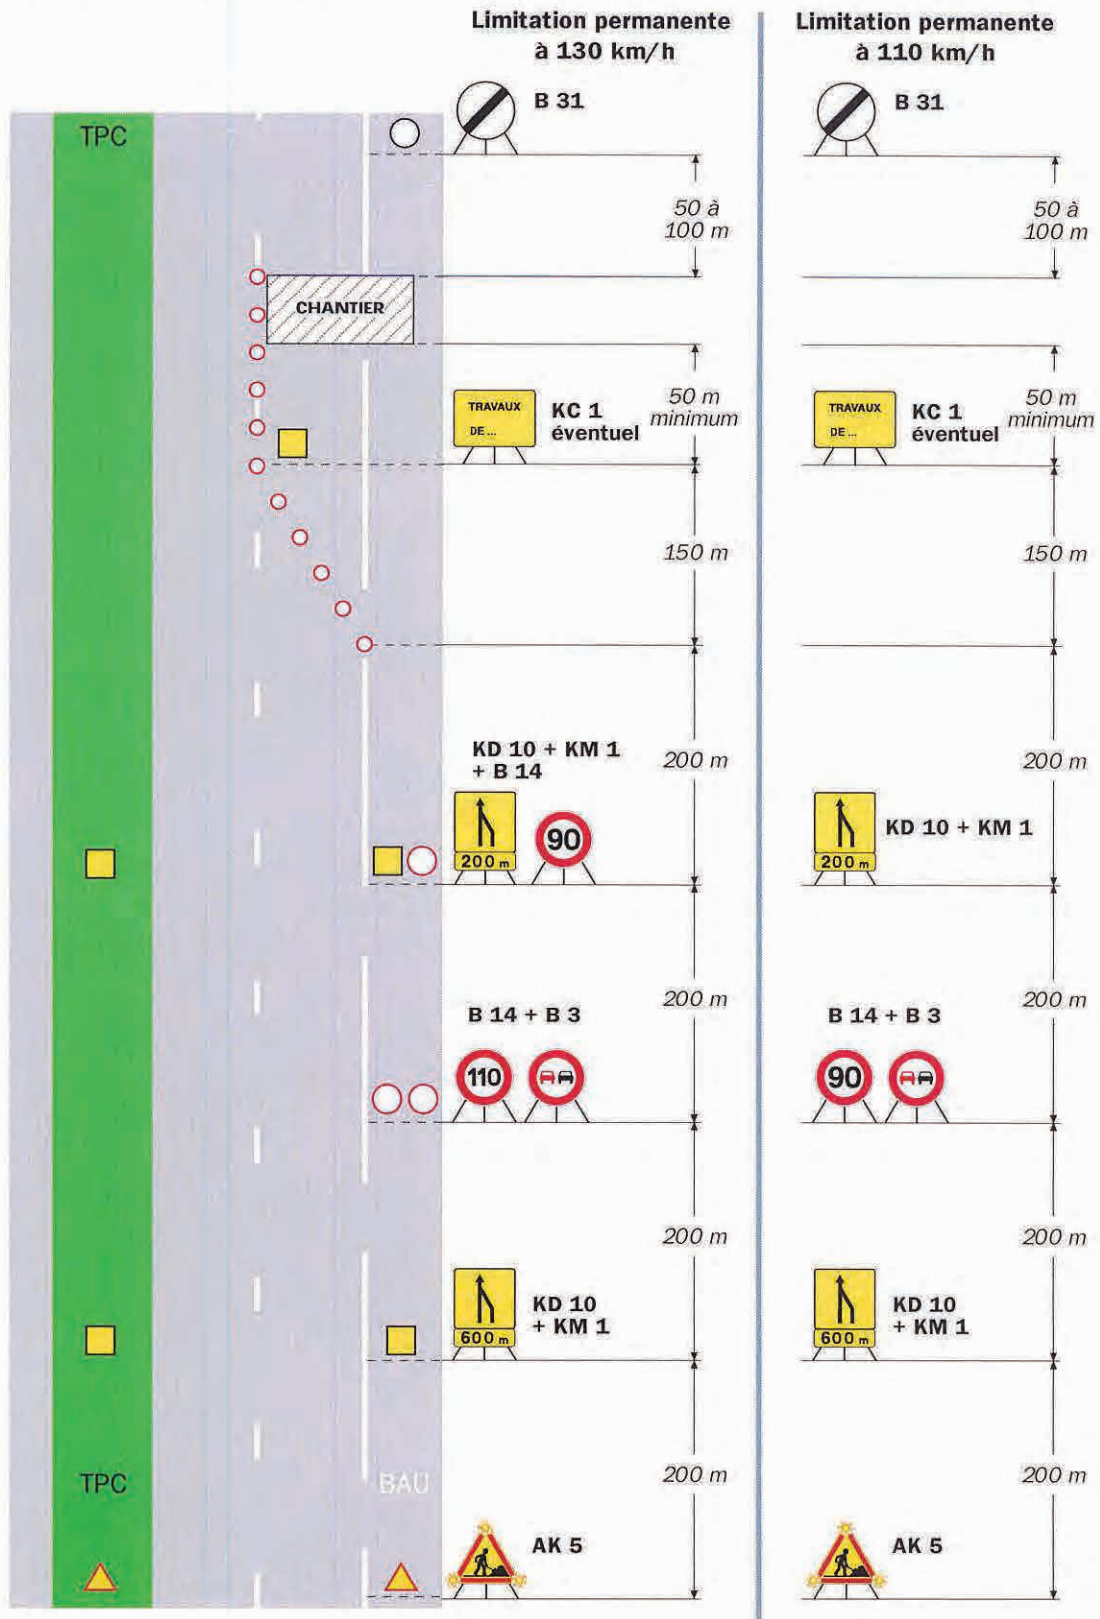 Limitation permanente
à 130 km/h
Limitation permanente
à 110 km/h
TPC
B 31
B 31
50 à
100 m
50 à
100 m
CHANTIER
TRAVAUX
DE ...
KC 1
éventuel
50 m
minimum
TRAVAUX
DE ...
KC 1
éventuel
50 m
minimum
150 m
150 m
KD 10 + KM 1
+ B 14
200 m
90
200 m
200 m
KD 10 + KM 1
200 m
B 14 + B 3
110
200 m
B 14 + B 3
90
200 m
200 m
200 m
600 m
KD 10
+ KM 1
600 m
KD 10
+ KM 1
TPC
BAU
200 m
200 m
AK 5
AK 5